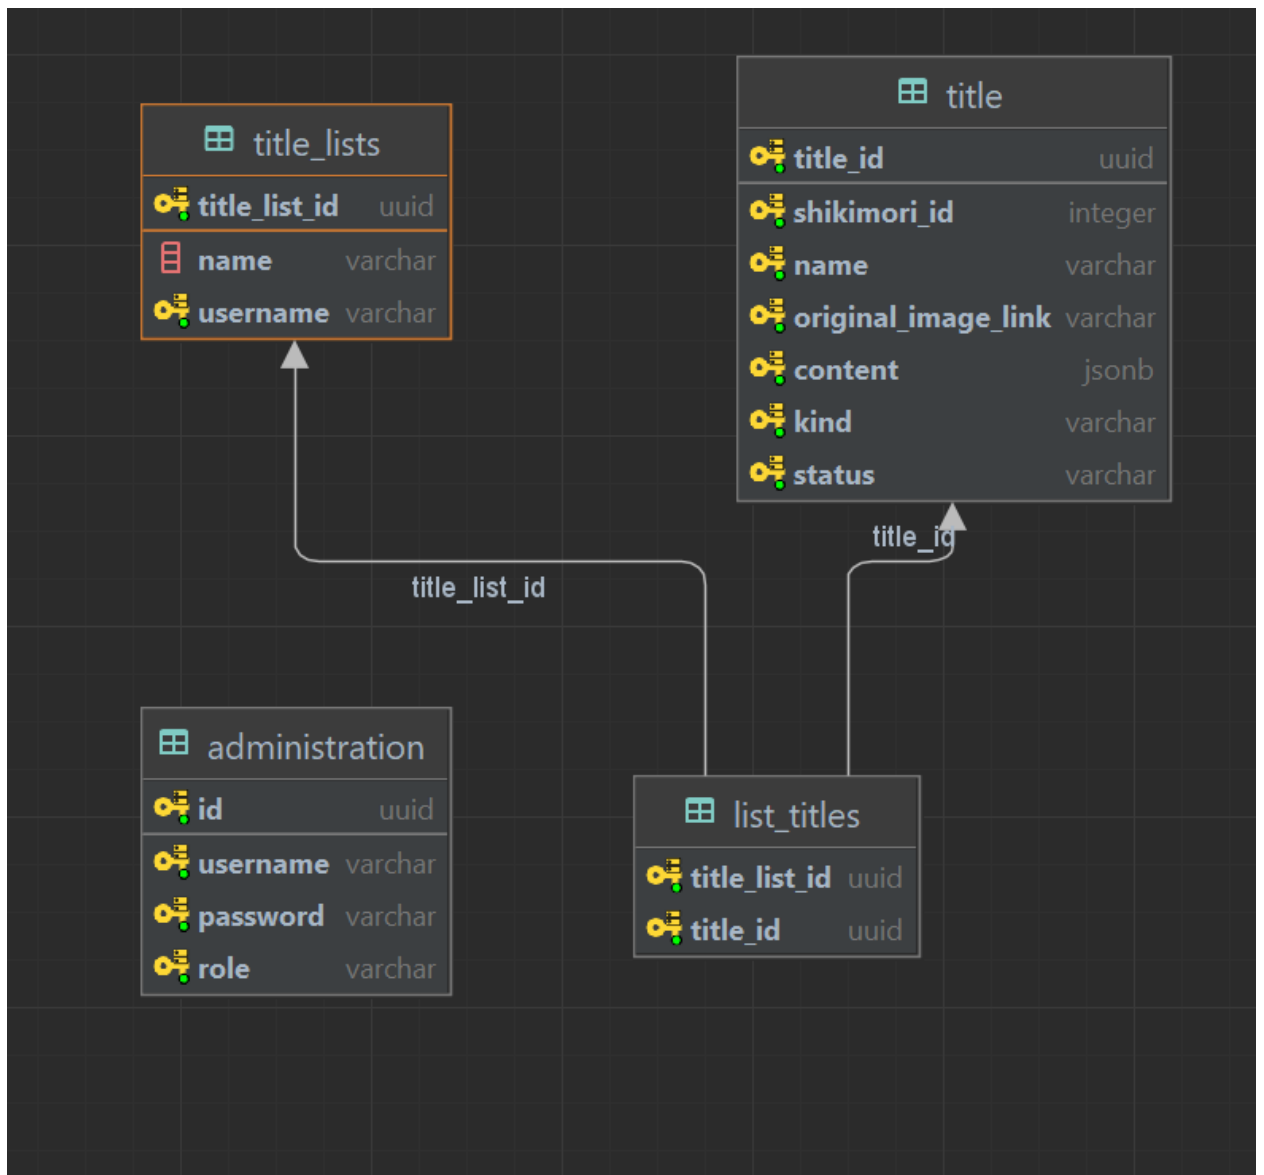 title_lists
title_list_id uuid
name varchar
username varchar
title
title_id uuid
shikimori_id integer
name varchar
original_image_link varchar
content jsonb
kind varchar
status varchar
title_id
title_list_id
administration
id uuid
username varchar
password varchar
role varchar
list_titles
title_list_id uuid
title_id uuid